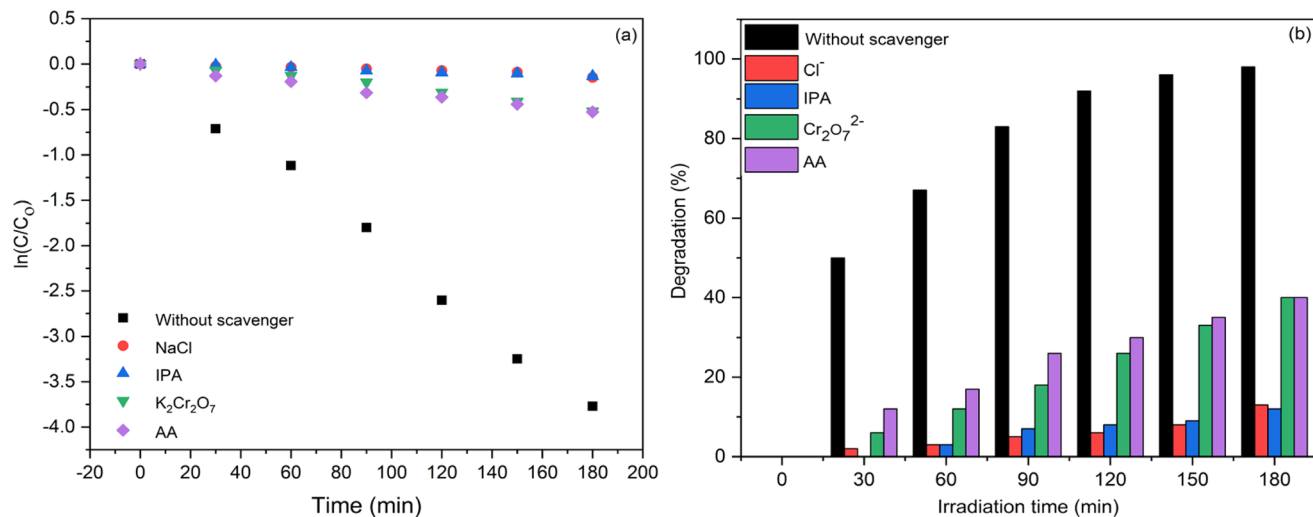 (a)
ln(C/C₀)
0.5
0.0
-0.5
-1.0
-1.5
-2.0
-2.5
-3.0
-3.5
-4.0
Without scavenger
NaCl
IPA
K₂Cr₂O₇
AA
-20 0 20 40 60 80 100 120 140 160 180 200
Time (min)
(b)
Without scavenger
Cl⁻
IPA
Cr₂O₇²⁻
AA
Degradation (%)
100
80
60
40
20
0
0 30 60 90 120 150 180
Irradiation time (min)